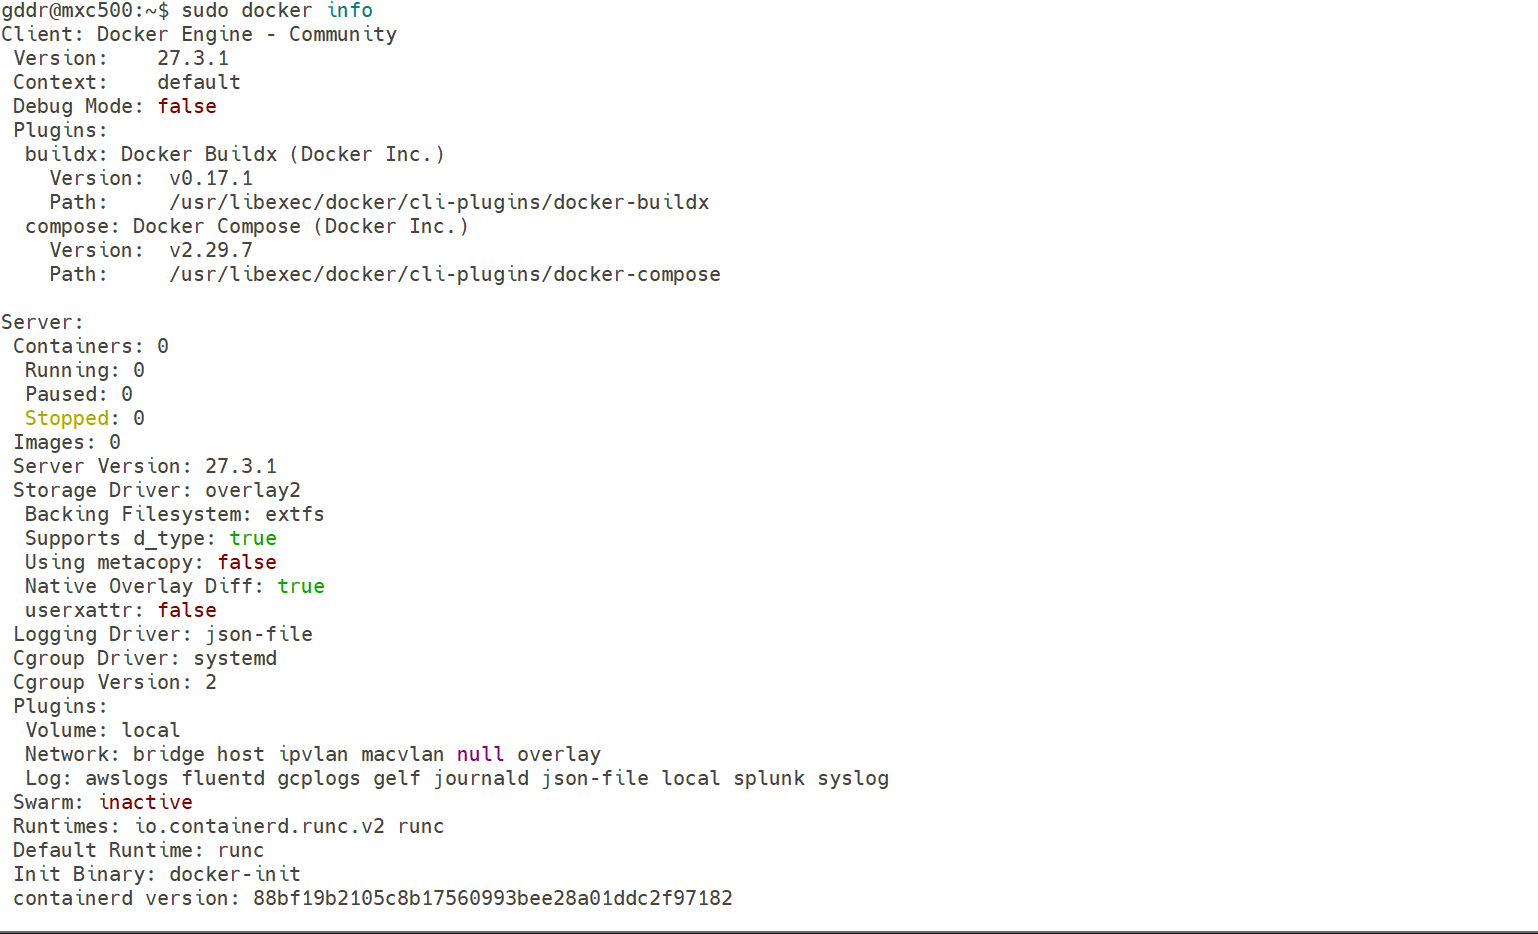 gddr@mxc500:~$ sudo docker info
Client: Docker Engine - Community
 Version:    27.3.1
 Context:    default
 Debug Mode: false
 Plugins:
  buildx: Docker Buildx (Docker Inc.)
    Version:  v0.17.1
    Path:     /usr/libexec/docker/cli-plugins/docker-buildx
  compose: Docker Compose (Docker Inc.)
    Version:  v2.29.7
    Path:     /usr/libexec/docker/cli-plugins/docker-compose

Server:
 Containers: 0
  Running: 0
  Paused: 0
  Stopped: 0
 Images: 0
 Server Version: 27.3.1
 Storage Driver: overlay2
  Backing Filesystem: extfs
  Supports d_type: true
  Using metacopy: false
  Native Overlay Diff: true
  userxattr: false
 Logging Driver: json-file
 Cgroup Driver: systemd
 Cgroup Version: 2
 Plugins:
  Volume: local
  Network: bridge host ipvlan macvlan null overlay
  Log: awslogs fluentd gcplogs gelf journald json-file local splunk syslog
 Swarm: inactive
 Runtimes: io.containerd.runc.v2 runc
 Default Runtime: runc
 Init Binary: docker-init
 containerd version: 88bf19b2105c8b17560993bee28a01ddc2f97182